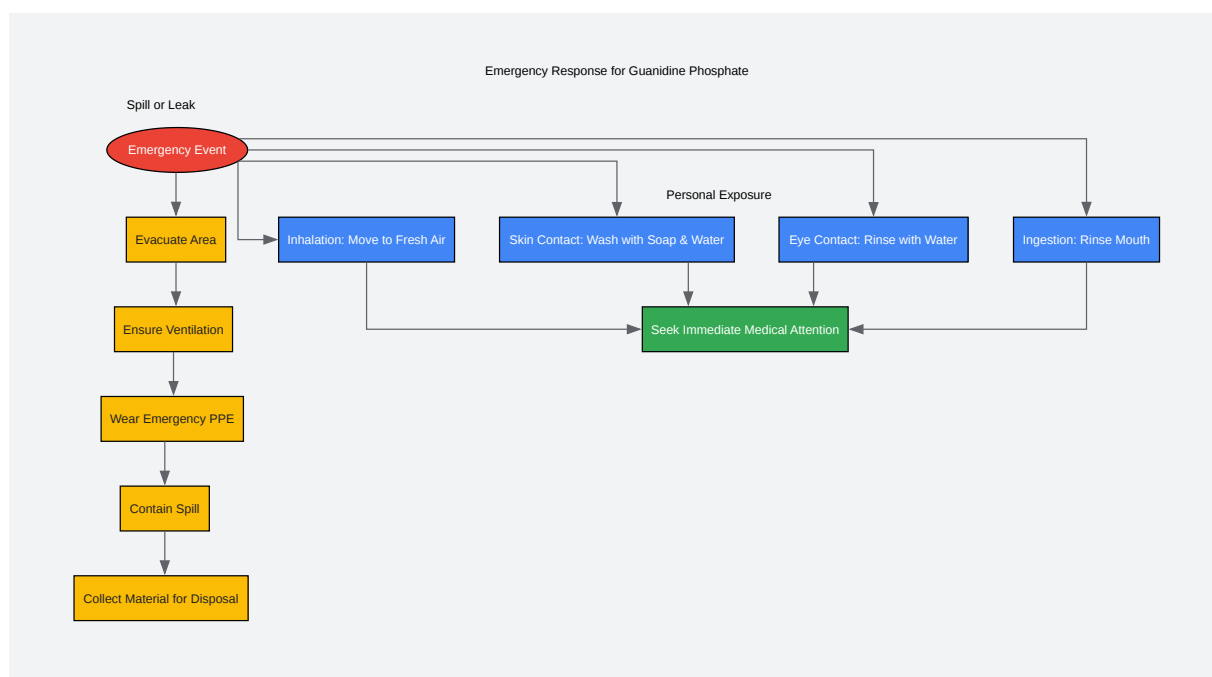 Emergency Response for Guanidine Phosphate
Spill or Leak
Emergency Event
Personal Exposure
Evacuate Area
Inhalation: Move to Fresh Air
Skin Contact: Wash with Soap & Water
Eye Contact: Rinse with Water
Ingestion: Rinse Mouth
Ensure Ventilation
Seek Immediate Medical Attention
Wear Emergency PPE
Contain Spill
Collect Material for Disposal